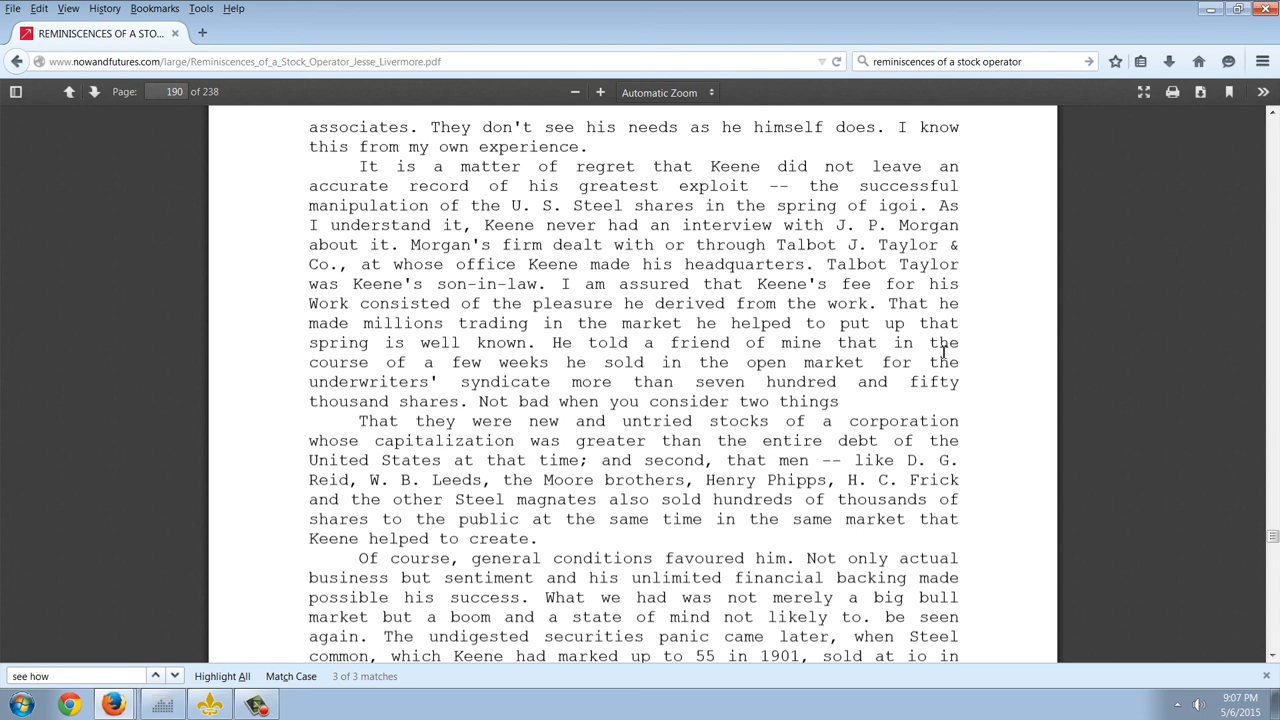 File Edit View History Bookmarks Tools Help
REMINISCENCES OF A STO...
www.nowandfutures.com/large/Reminiscences_of_a_Stock_Operator_Jesse_Livermore.pdf
reminiscences of a stock operator
Page: 190 of 238
Automatic Zoom
associates. They don't see his needs as he himself does. I know
this from my own experience.
It is a matter of regret that Keene did not leave an
accurate record of his greatest exploit -- the successful
manipulation of the U. S. Steel shares in the spring of igoi. As
I understand it, Keene never had an interview with J. P. Morgan
about it. Morgan's firm dealt with or through Talbot J. Taylor &
Co., at whose office Keene made his headquarters. Talbot Taylor
was Keene's son-in-law. I am assured that Keene's fee for his
Work consisted of the pleasure he derived from the work. That he
made millions trading in the market he helped to put up that
spring is well known. He told a friend of mine that in the
course of a few weeks he sold in the open market for the
underwriters' syndicate more than seven hundred and fifty
thousand shares. Not bad when you consider two things
That they were new and untried stocks of a corporation
whose capitalization was greater than the entire debt of the
United States at that time; and second, that men -- like D. G.
Reid, W. B. Leeds, the Moore brothers, Henry Phipps, H. C. Frick
and the other Steel magnates also sold hundreds of thousands of
shares to the public at the same time in the same market that
Keene helped to create.
Of course, general conditions favoured him. Not only actual
business but sentiment and his unlimited financial backing made
possible his success. What we had was not merely a big bull
market but a boom and a state of mind not likely to. be seen
again. The undigested securities panic came later, when Steel
common, which Keene had marked up to 55 in 1901, sold at io in
see how
Highlight All
Match Case
3 of 3 matches
9:07 PM
5/6/2015